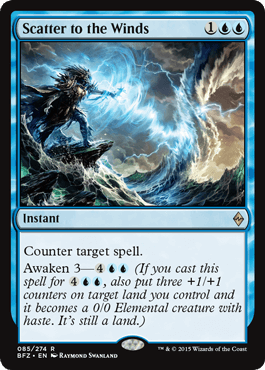 Scatter to the Winds 1
Instant
Counter target spell.
Awaken 3—4 (If you cast this
spell for 4, also put three +1/+1
counters on target land you control and
it becomes a 0/0 Elemental creature with
haste. It's still a land.)
085/274 R
BFZ • EN Raymond Swanland ™ & © 2015 Wizards of the Coast